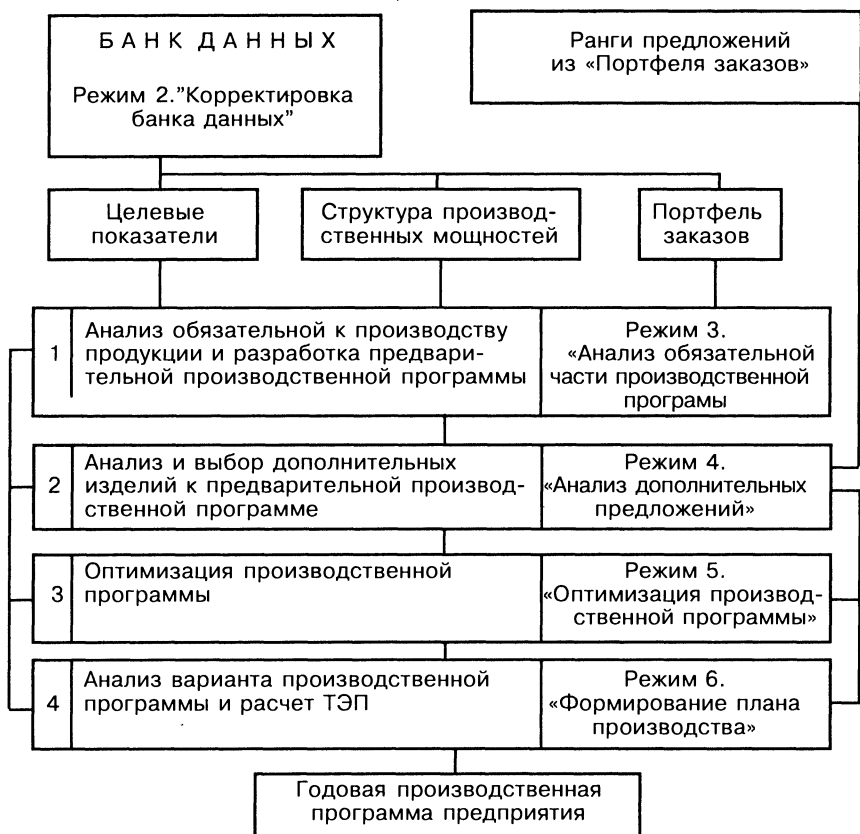 БАНК ДАННЫХ
Режим 2."Корректировка
банка данных"
Ранги предложений
из «Портфеля заказов»
Целевые
показатели
Структура производ-
ственных мощностей
Портфель
заказов
1
Анализ обязательной к производству
продукции и разработка предвари-
тельной производственной программы
Режим 3.
«Анализ обязательной
части производственной
програмы
2
Анализ и выбор дополнительных
изделий к предварительной производ-
ственной программе
Режим 4.
«Анализ дополнительных
предложений»
3
Оптимизация производственной
программы
Режим 5.
«Оптимизация производ-
ственной программы»
4
Анализ варианта производственной
программы и расчет ТЭП
Режим 6.
«Формирование плана
производства»
Годовая производственная
программа предприятия